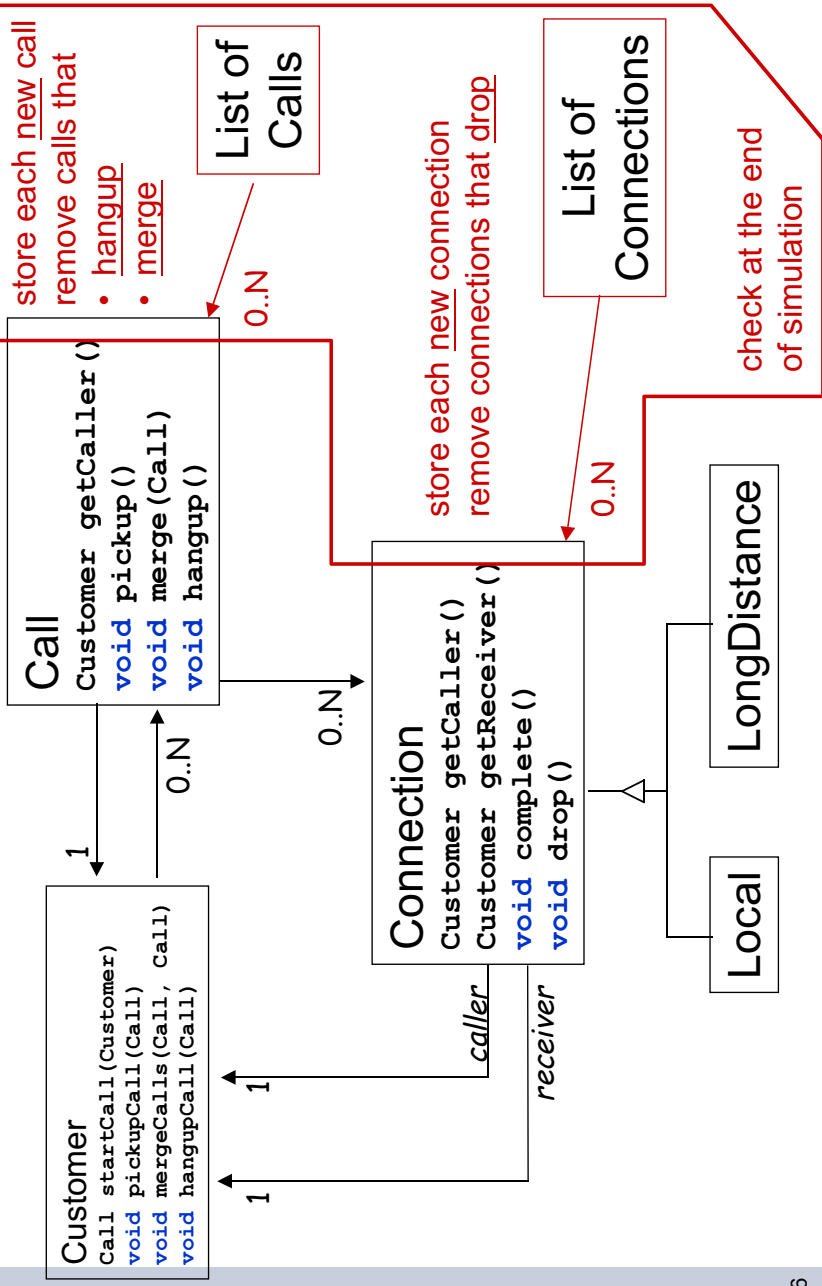 Customer
Call startCall(Customer)
void pickupCall(Call)
void mergeCalls(Call, Call)
void hangupCall(Call)
1
0..N
Call
Customer getCaller()
void pickup()
void merge(Call)
void hangup()
store each new call
remove calls that
• hangup
• merge
0..N
List of
Calls
1
1
caller
receiver
0..N
Connection
Customer getCaller()
Customer getReceiver()
void complete()
void drop()
store each new connection
remove connections that drop
0..N
List of
Connections
Local
LongDistance
check at the end
of simulation